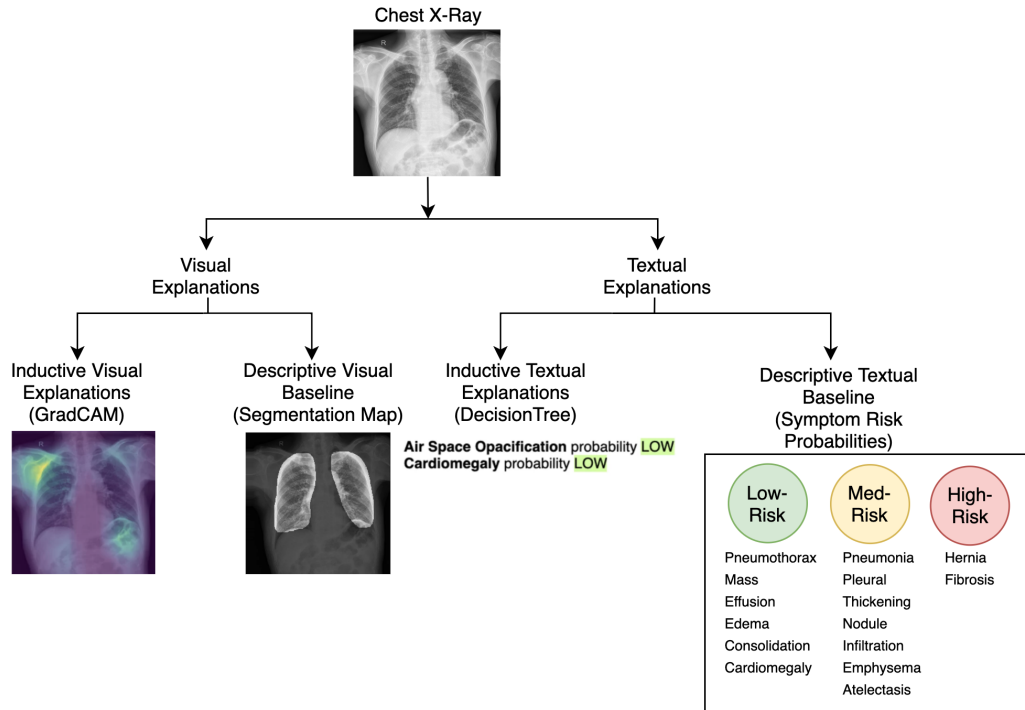 Chest X-Ray
R
Visual
Explanations
Textual
Explanations
Inductive Visual
Explanations
(GradCAM)
R
Descriptive Visual
Baseline
(Segmentation Map)
Inductive Textual
Explanations
(DecisionTree)
Air Space Opacification probability LOW
Cardiomegaly probability LOW
Descriptive Textual
Baseline
(Symptom Risk
Probabilities)
Low-
Risk
Pneumothorax
Mass
Effusion
Edema
Consolidation
Cardiomegaly
Med-
Risk
Pneumonia
Pleural
Thickening
Nodule
Infiltration
Emphysema
Atelectasis
High-
Risk
Hernia
Fibrosis